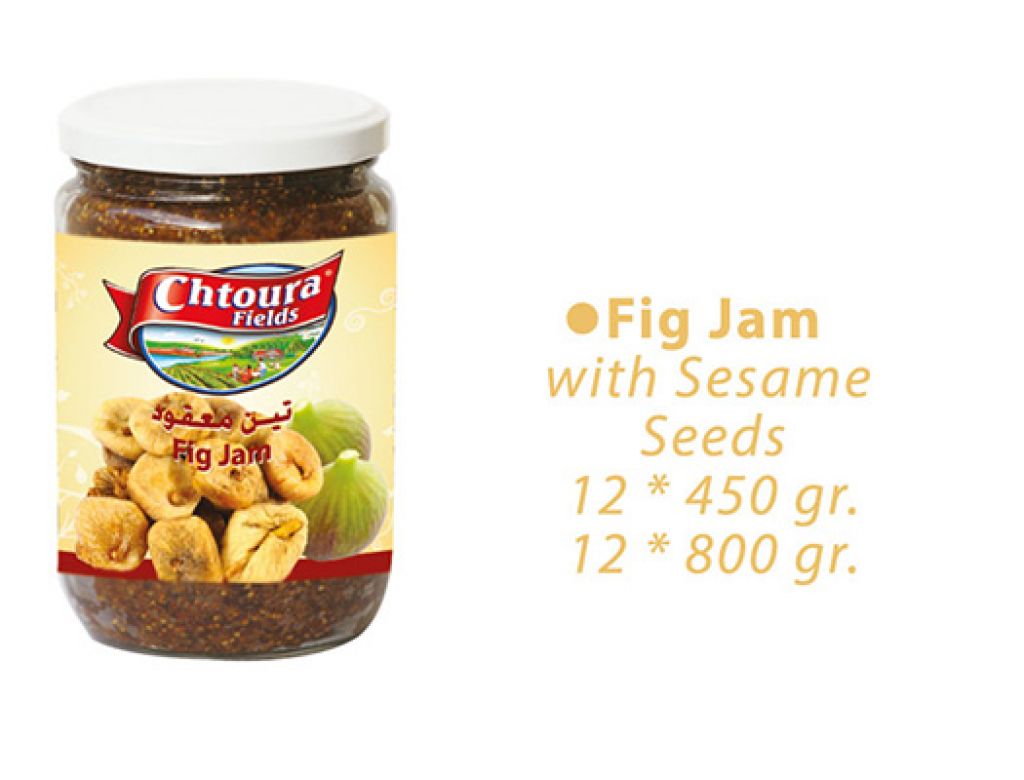 Chtoura
Fields
تين معقود
Fig Jam
●Fig Jam
with Sesame
Seeds
12 * 450 gr.
12 * 800 gr.